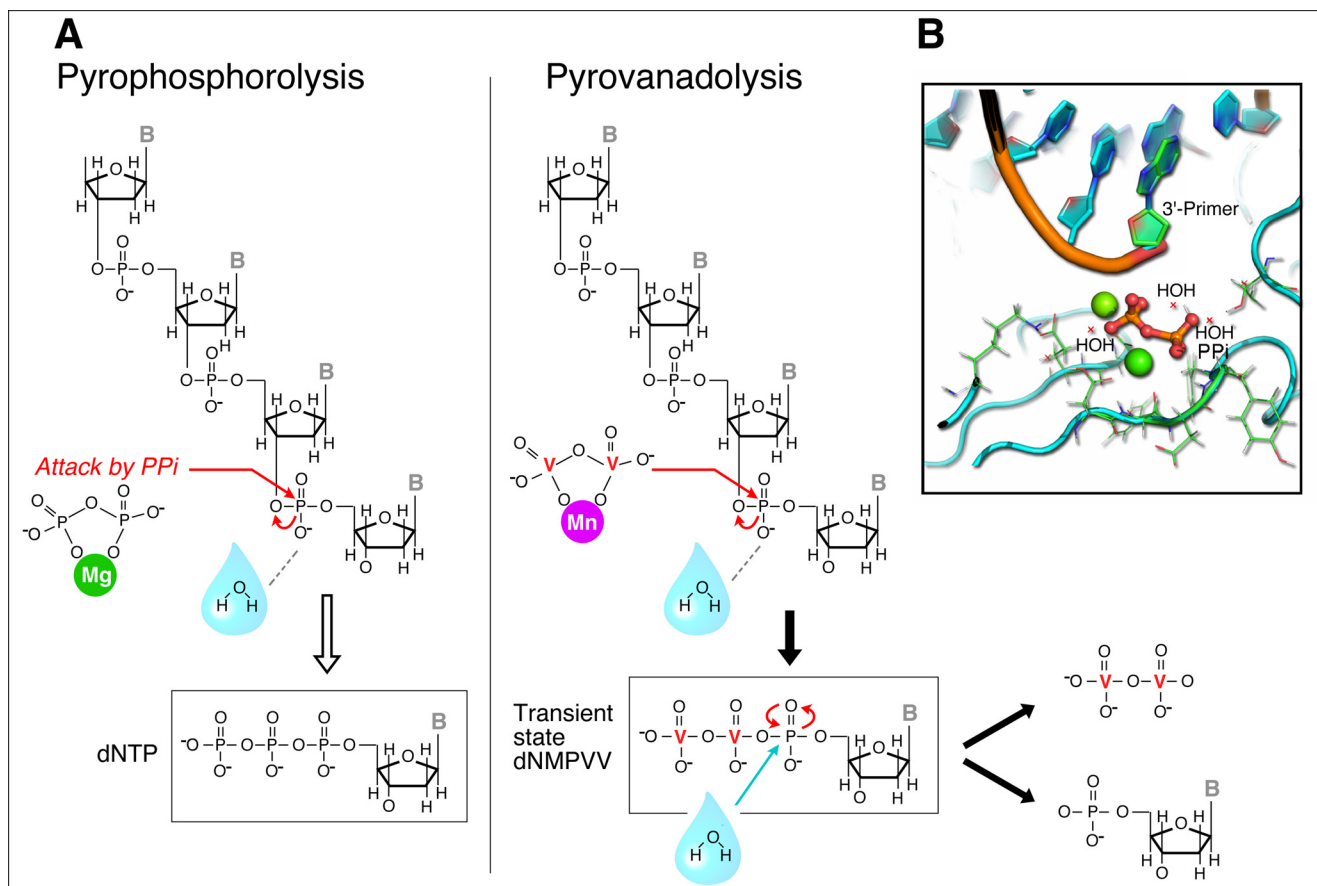 A
Pyrophosphorolysis
B
H
H
O
H
H
H
O
O
P
O
O-
B
H
H
O
H
H
H
O
P
O
O-
B
H
H
O
H
H
H
Attack by PPi
O
O
O
P
O
O-
B
H
H
O
H
H
H
O
O
O
-O
P
O
P
O-
O
O
Mg
O
H
H
dNTP
O
O
O
-O
P
O
P
O
P
O
O-
O-
O-
B
H
H
O
H
H
H
O
Pyrovanadolysis
B
H
H
O
H
H
H
O
O
P
O
O-
B
H
H
O
H
H
H
O
P
O
O-
B
H
H
O
H
H
H
O
O
O
V
O
V
O-
-O
O
O
Mn
O
O
P
O
O-
B
H
H
O
H
H
H
O
O
H
H
Transient
state
dNMPVV
O
O
O
-O
V
O
V
O
P
O
O-
O-
O-
B
H
H
O
H
H
H
O
O
H
H
O
O
-O
V
O
V
O
O-
O-
O
O
P
O
O-
B
H
H
O
H
H
H
O
B
3'-Primer
HOH
HOH
HOH
PPi